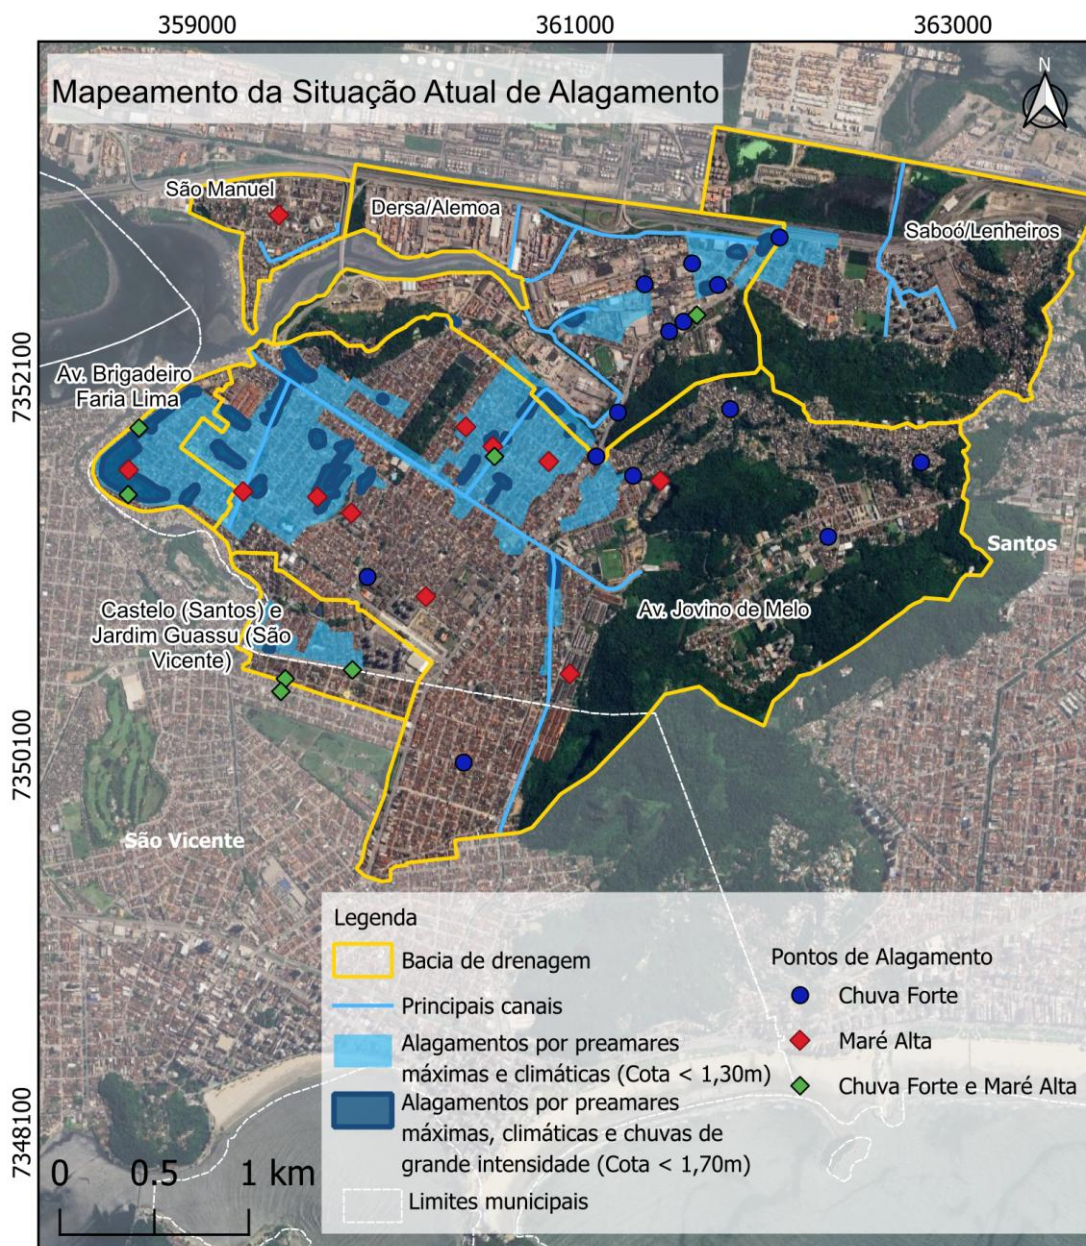 359000
361000
363000
Mapeamento da Situação Atual de Alagamento
N
São Manuel
Dersa/Alemoa
Saboó/Lenheiros
7352100
Av. Brigadeiro
Faria Lima
Santos
Castelo (Santos) e
Jardim Guassu (São
Vicente)
Av. Jovino de Melo
7350100
São Vicente
Legenda
Bacia de drenagem
Principais canais
Alagamentos por preamares
máximas e climáticas (Cota < 1,30m)
Alagamentos por preamares
máximas, climáticas e chuvas de
grande intensidade (Cota < 1,70m)
Limites municipais
Pontos de Alagamento
Chuva Forte
Maré Alta
Chuva Forte e Maré Alta
7348100
0 0.5 1 km